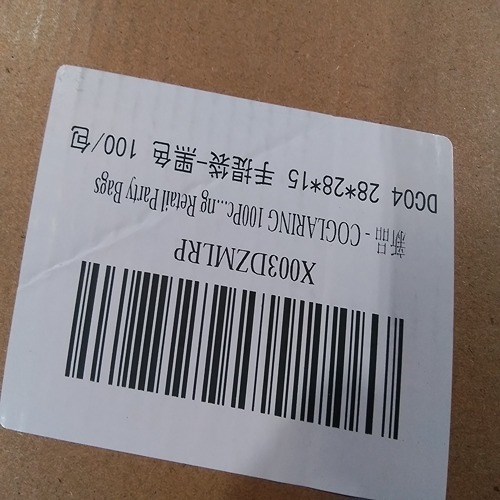 X003DZMLRP
新品 - COGLARING 100Pc...ng Retail Party Bags
DC04 28*28*15 手提袋-黑色 100/包